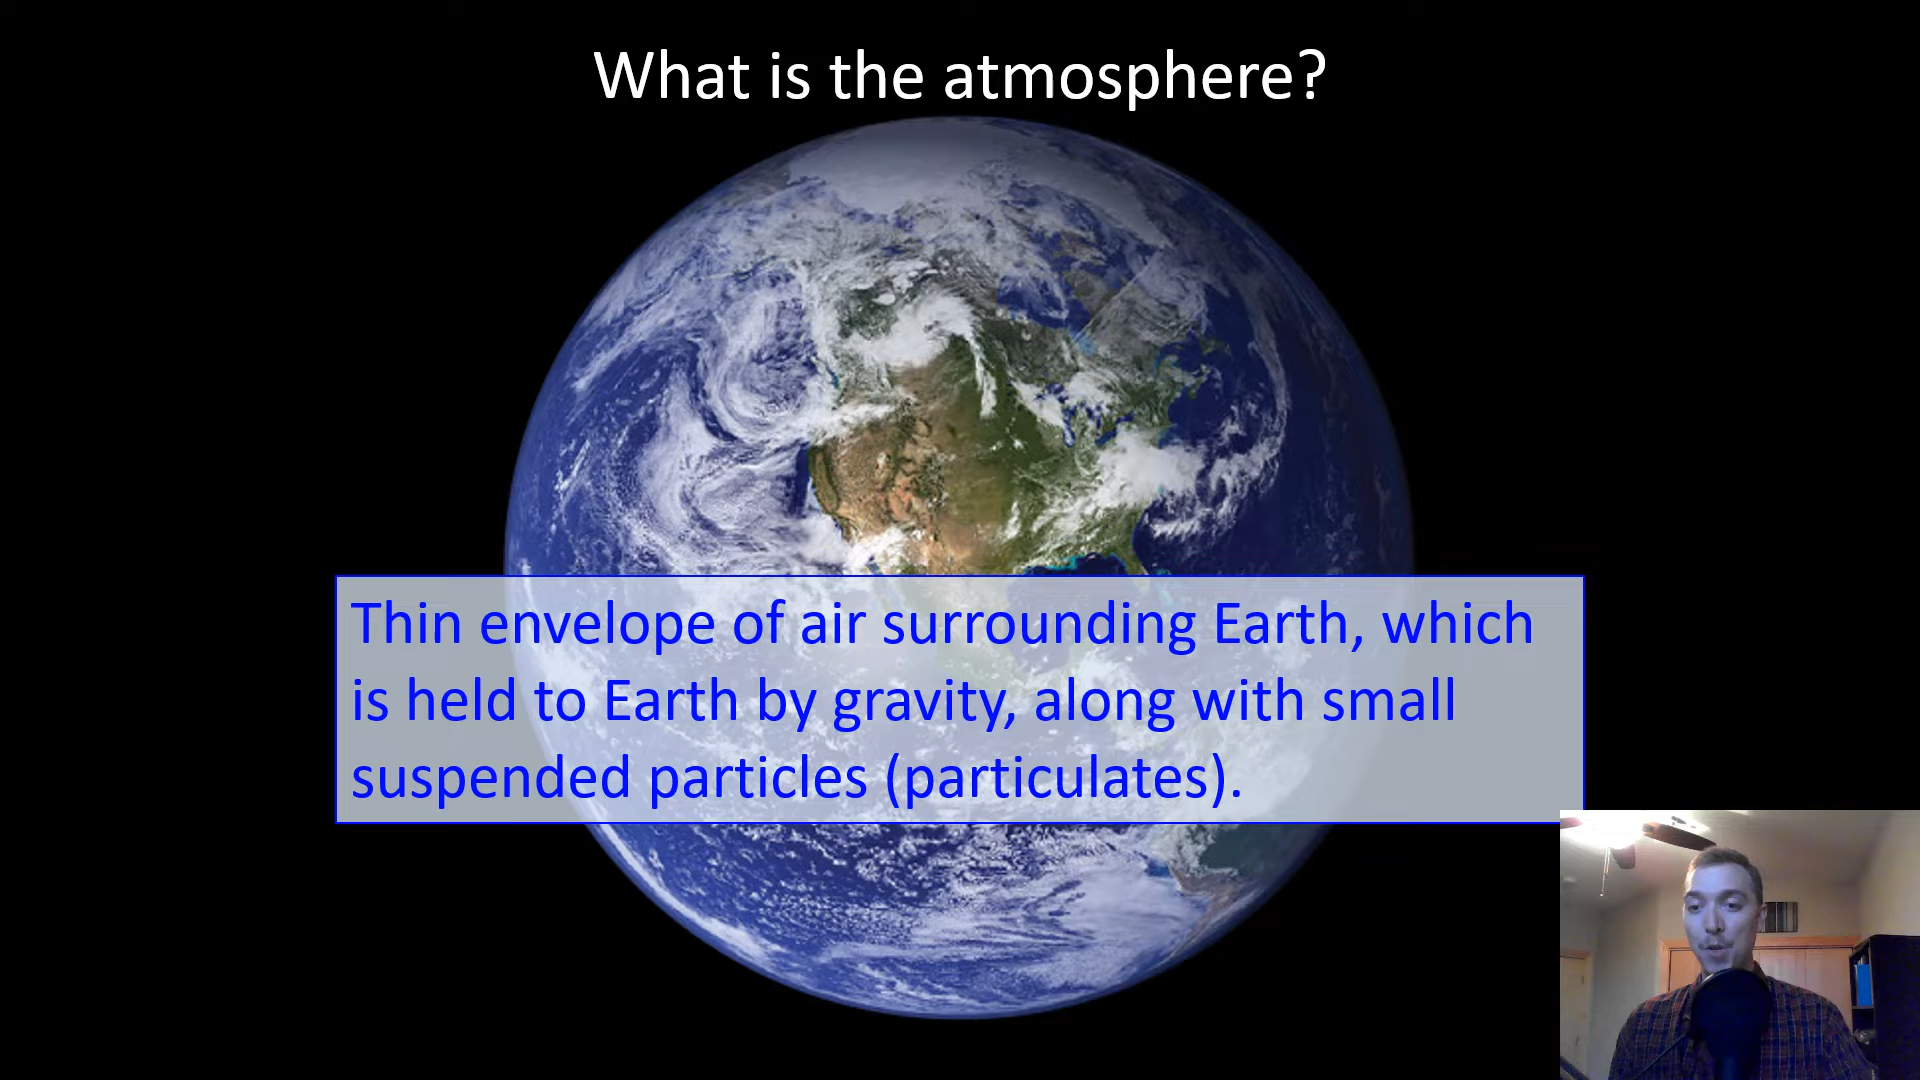 What is the atmosphere?
Thin envelope of air surrounding Earth, which
is held to Earth by gravity, along with small
suspended particles (particulates).